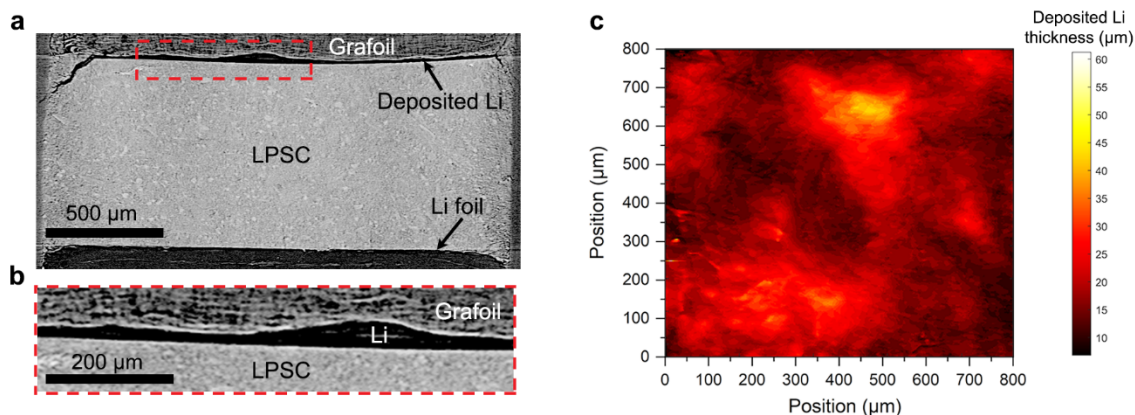 a
Grafoil
Deposited Li
LPSC
500 µm
Li foil
b
Grafoil
Li
200 µm
LPSC
c
Deposited Li
thickness (µm)
800
700
600
500
400
300
200
100
0
Position (µm)
0 100 200 300 400 500 600 700 800
Position (µm)
60
55
50
45
40
35
30
25
20
15
10